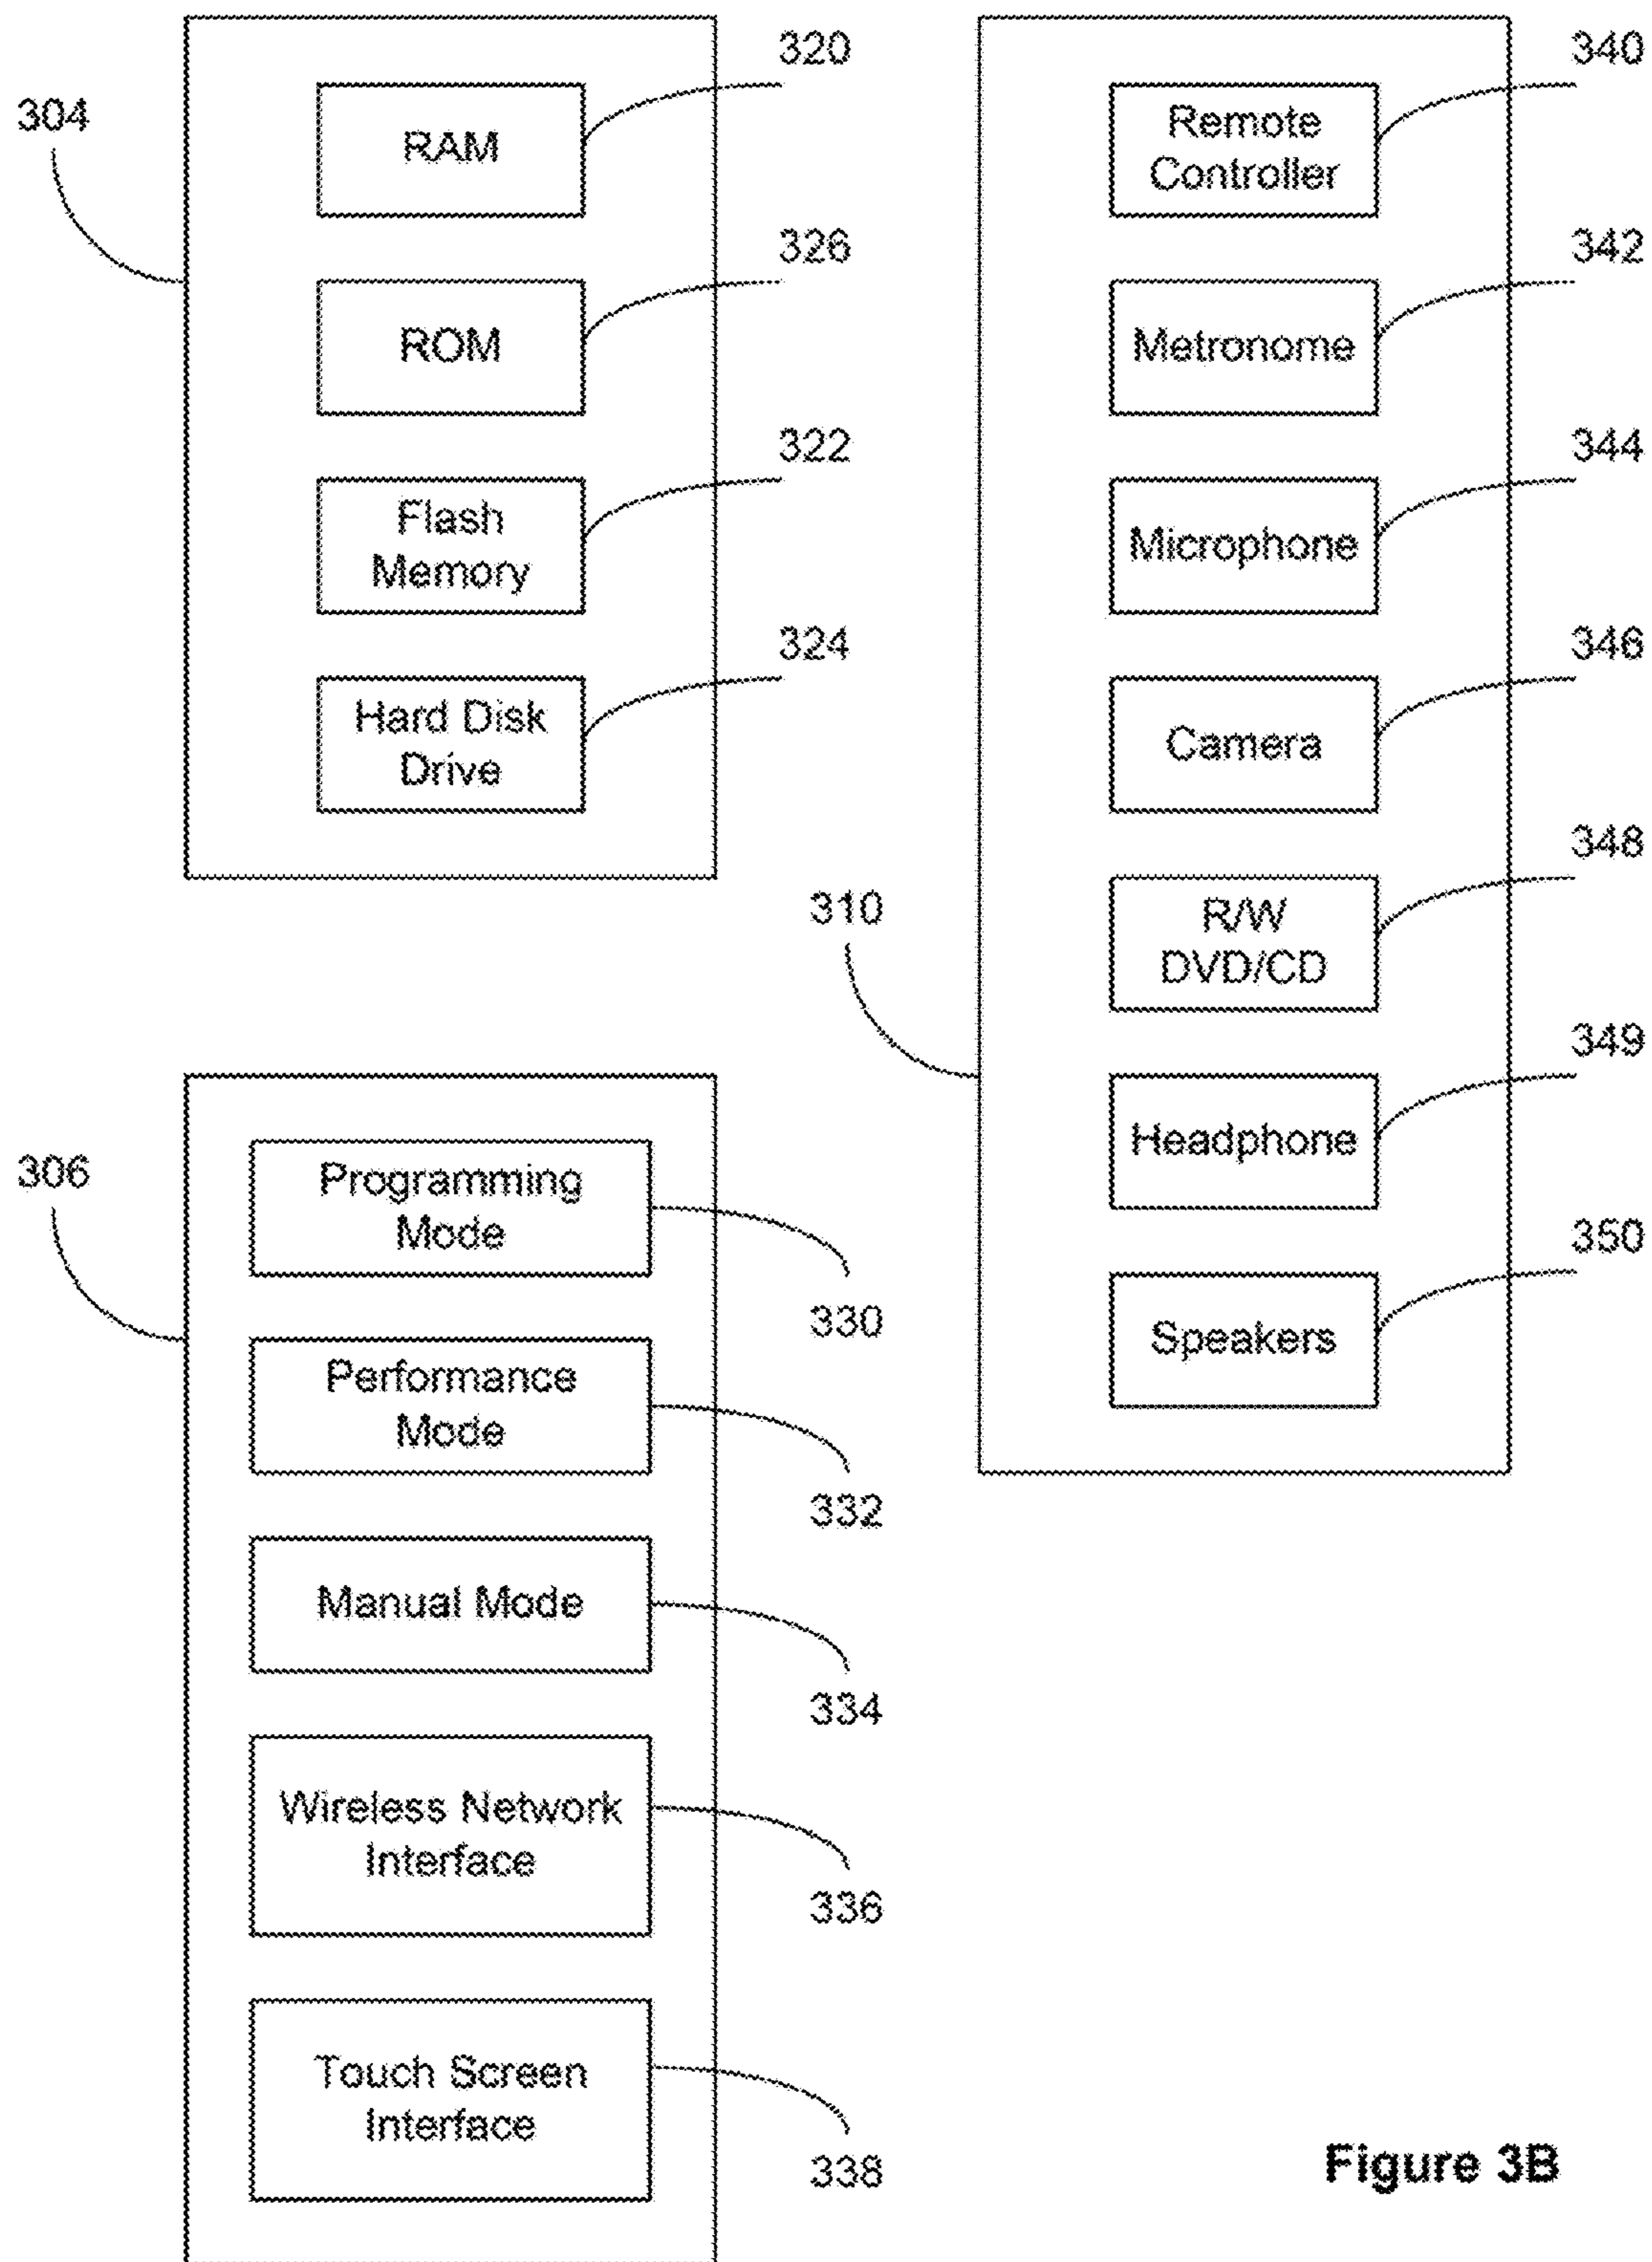 304
320
RAM
326
ROM
322
Flash
Memory
324
Hard Disk
Drive
306
Programming
Mode
330
Performance
Mode
332
Manual Mode
334
Wireless Network
Interface
336
Touch Screen
Interface
338
310
340
Remote
Controller
342
Metronome
344
Microphone
346
Camera
348
R/W
DVD/CD
349
Headphone
350
Speakers
Figure 3B